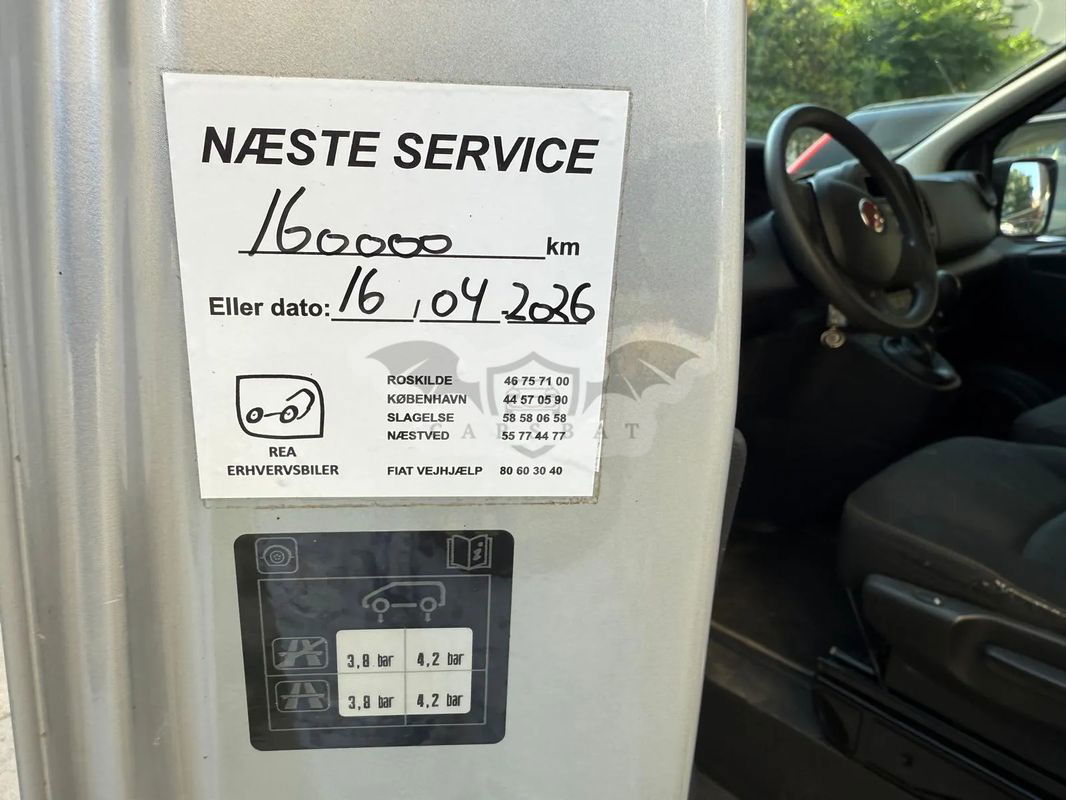 NÆSTE SERVICE
160000 km
Eller dato: 16 , 04 .2026
ROSKILDE 46 75 71 00
KØBENHAVN 44 57 05 90
SLAGELSE 58 58 06 58
NÆSTVED 55 77 44 77
CARSBAT
REA
ERHVERVSBILER
FIAT VEJHJÆLP 80 60 30 40
3,8 bar 4,2 bar
3,8 bar 4,2 bar